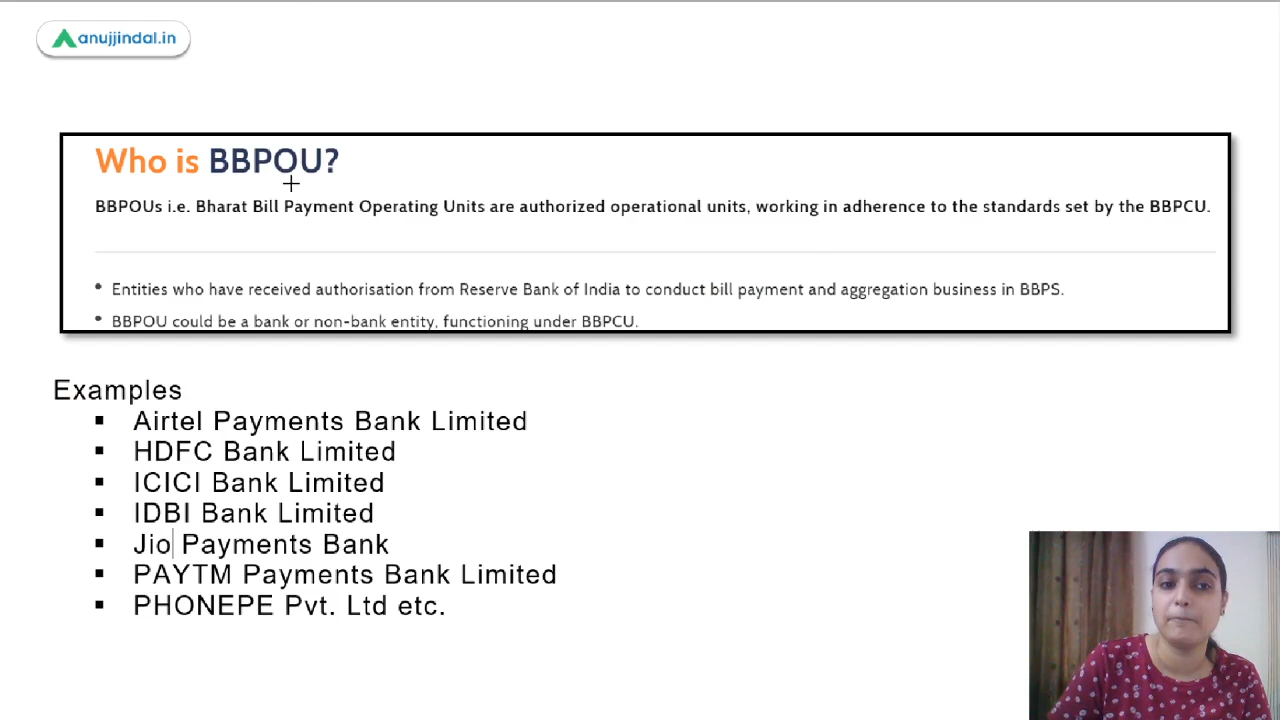 anujjindal.in
Who is BBPOU?
BBPOUs i.e. Bharat Bill Payment Operating Units are authorized operational units, working in adherence to the standards set by the BBPCU.
• Entities who have received authorisation from Reserve Bank of India to conduct bill payment and aggregation business in BBPS.
• BBPOU could be a bank or non-bank entity, functioning under BBPCU.
Examples
▪ Airtel Payments Bank Limited
▪ HDFC Bank Limited
▪ ICICI Bank Limited
▪ IDBI Bank Limited
▪ Jio Payments Bank
▪ PAYTM Payments Bank Limited
▪ PHONEPE Pvt. Ltd etc.